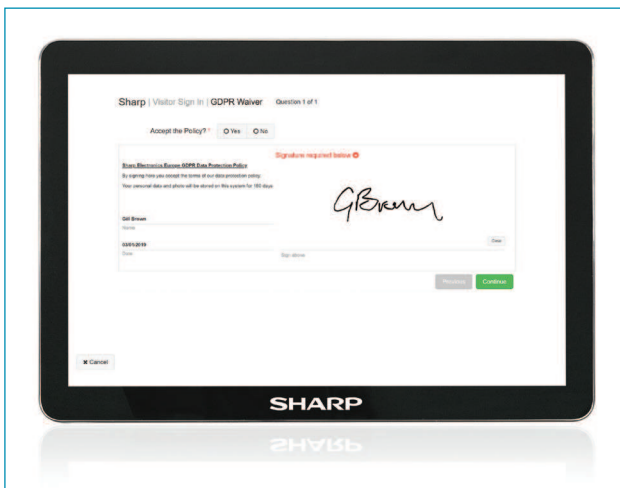 Sharp | Visitor Sign In | GDPR Waiver Question 1 of 1
Accept the Policy? * Yes No
Signature required below
Sharp Electronics Europe GDPR Data Protection Policy
By signing here you accept the terms of our data protection policy.
Your personal data and photo will be stored on this system for 180 days
GBrown
Gill Brown
Name
Clear
03/01/2019
Date
Sign above
Previous Continue
✖ Cancel
SHARP